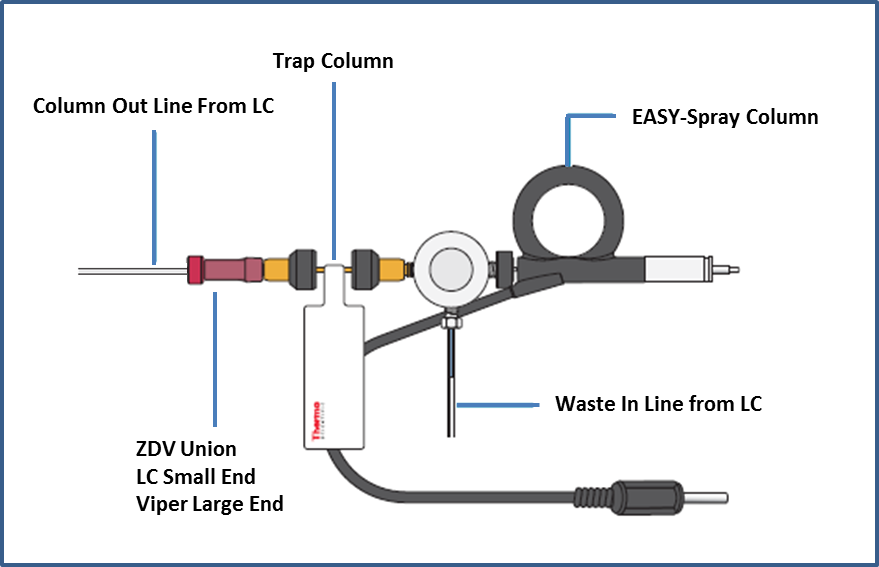 Trap Column
Column Out Line From LC
EASY-Spray Column
Thermo
SCIENTIFIC
Waste In Line from LC
ZDV Union
LC Small End
Viper Large End